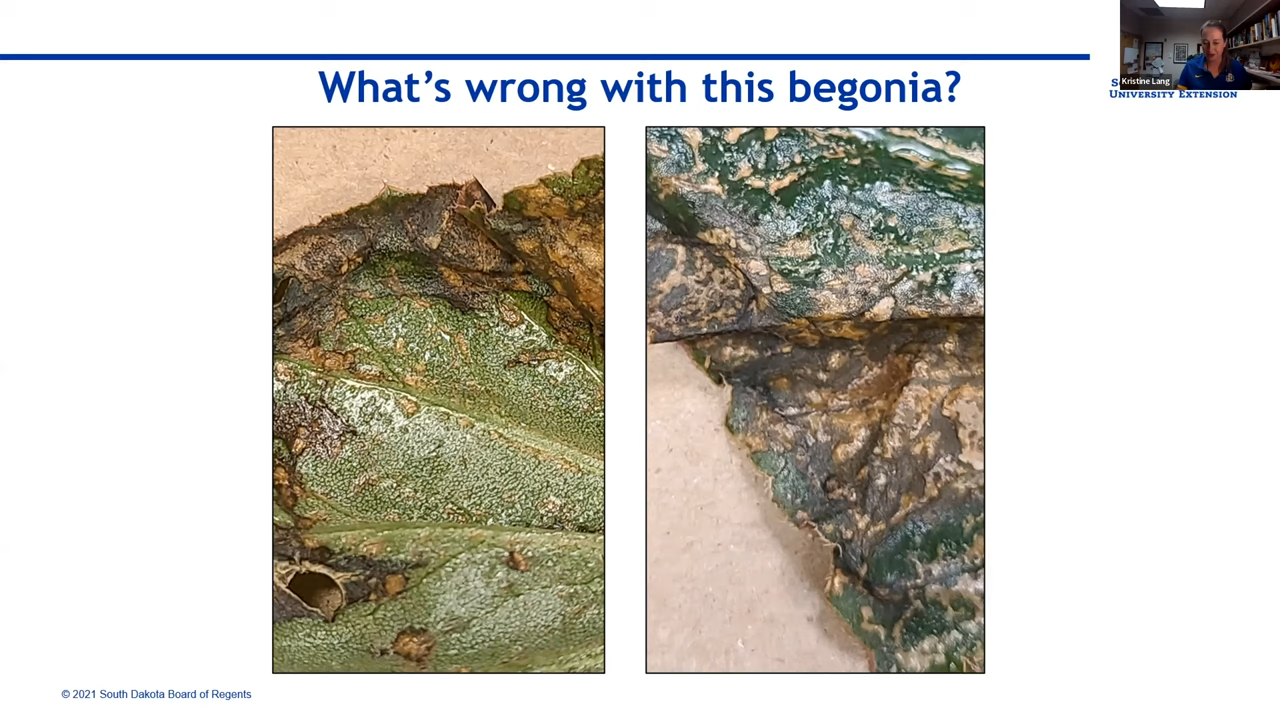 What's wrong with this begonia?
Kristine Lang
S
UNIVERSITY EXTENSION
© 2021 South Dakota Board of Regents